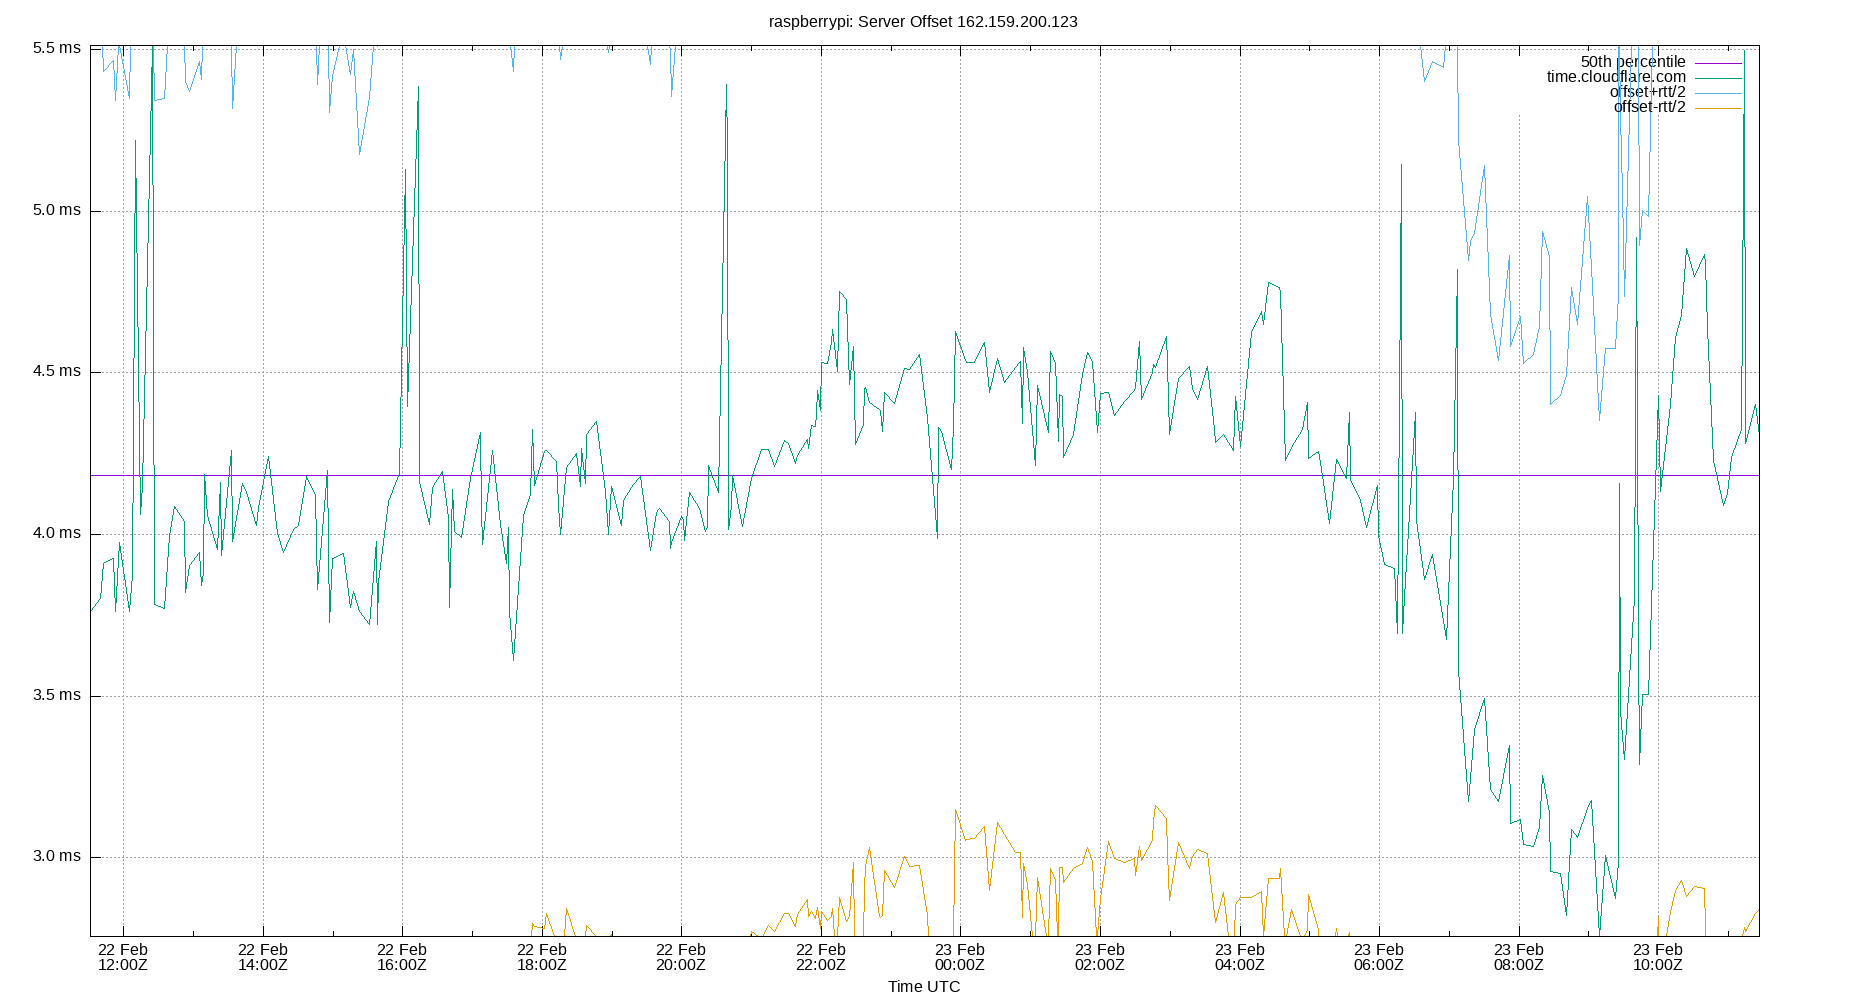 raspberrypi: Server Offset 162.159.200.123
5.5 ms
5.0 ms
4.5 ms
4.0 ms
3.5 ms
3.0 ms
50th percentile
time.cloudflare.com
offset+rtt/2
offset-rtt/2
22 Feb 22 Feb 22 Feb 22 Feb 22 Feb 22 Feb 23 Feb 23 Feb 23 Feb 23 Feb 23 Feb 23 Feb
12:00Z 14:00Z 16:00Z 18:00Z 20:00Z 22:00Z 00:00Z 02:00Z 04:00Z 06:00Z 08:00Z 10:00Z
Time UTC